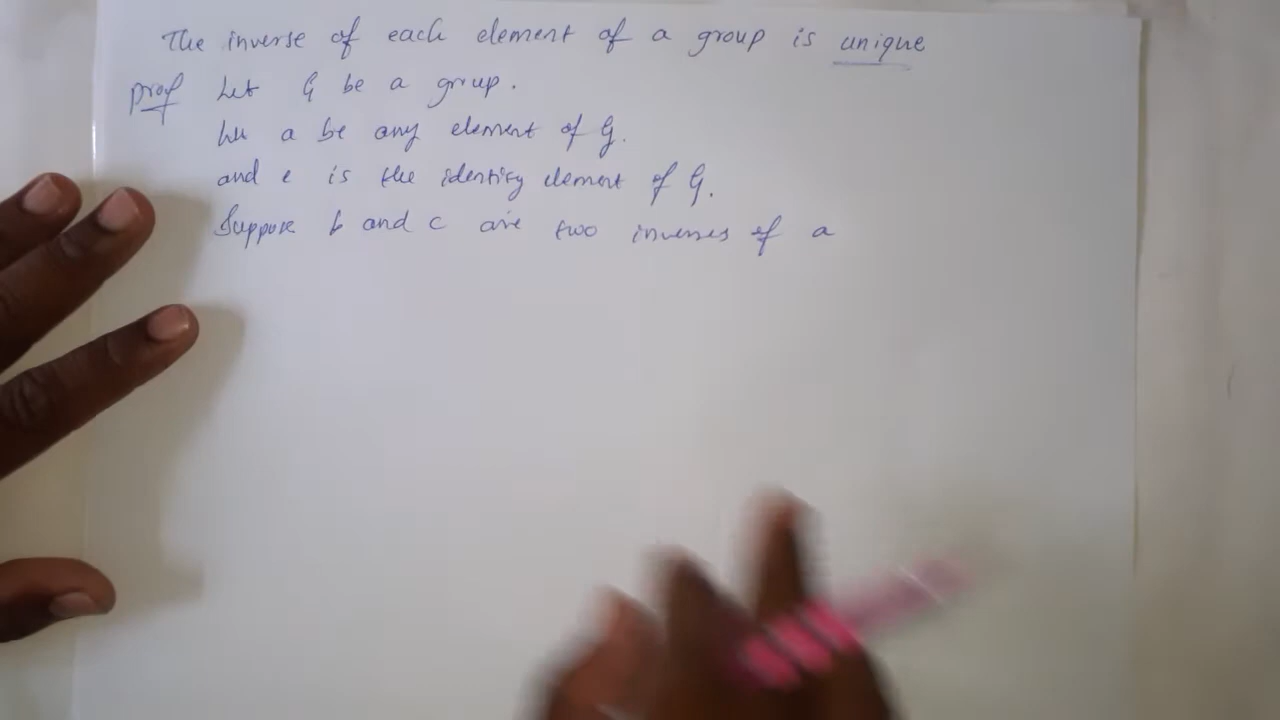 The inverse of each element of a group is unique
proof Let G be a group.
Let a be any element of G.
and e is the identity element of G.
Suppose b and c are two inverses of a